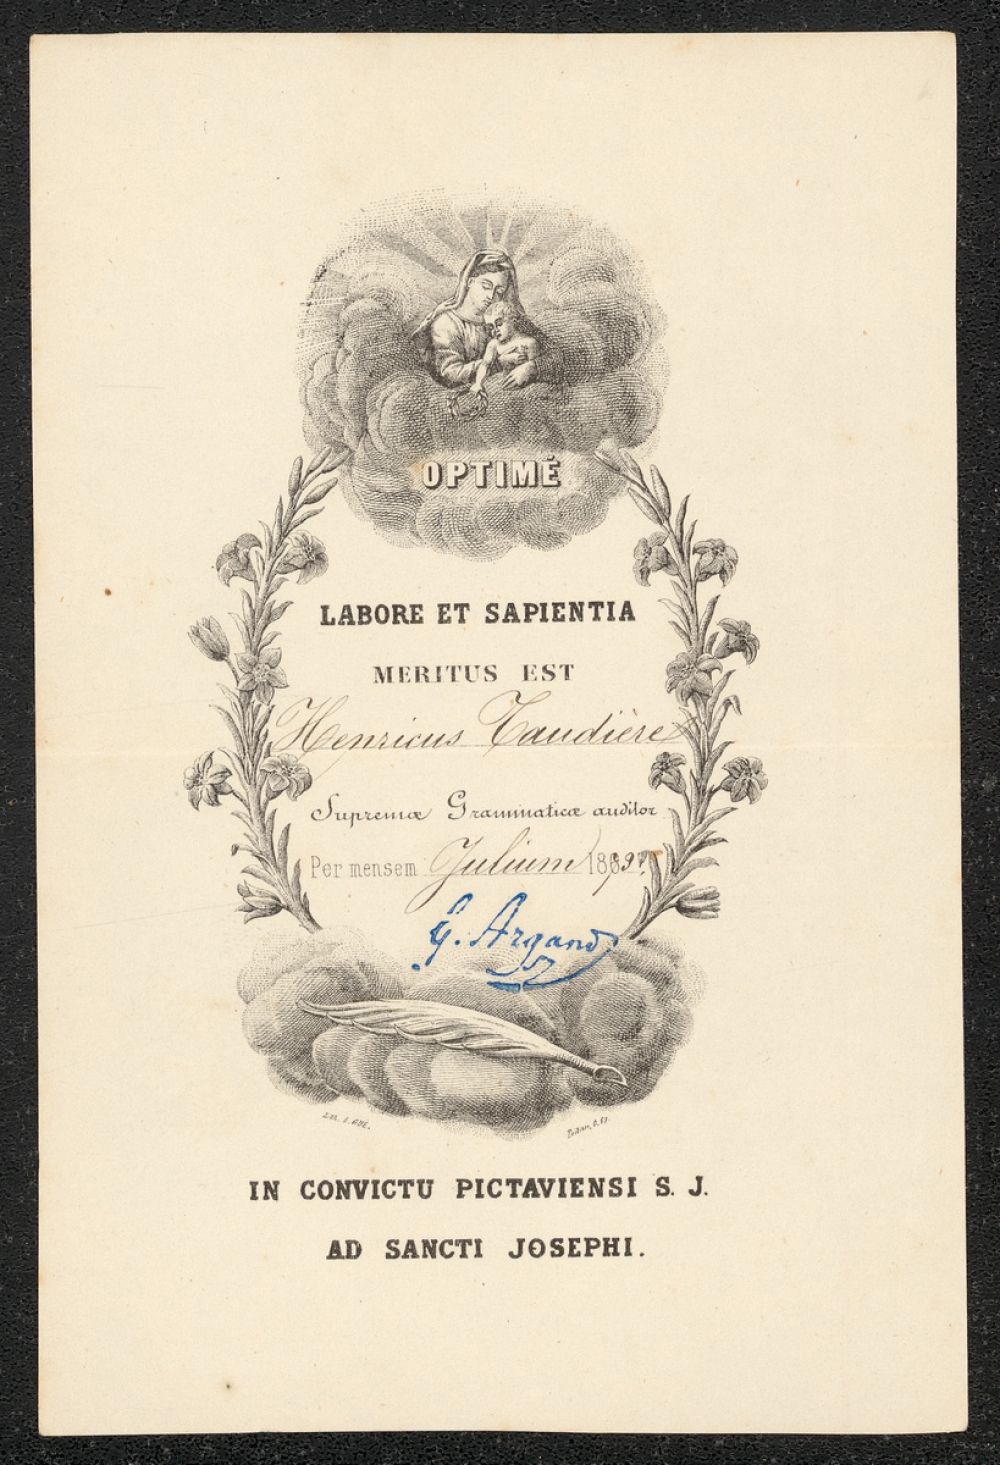 OPTIMÈ
LABORE ET SAPIENTIA
MERITUS EST
Henricus Taudière
Supremæ Grammaticæ auditor
Per mensem Julium
G. Argand
IN CONVICTU PICTAVIENSI S. J.
AD SANCTI JOSEPHI.